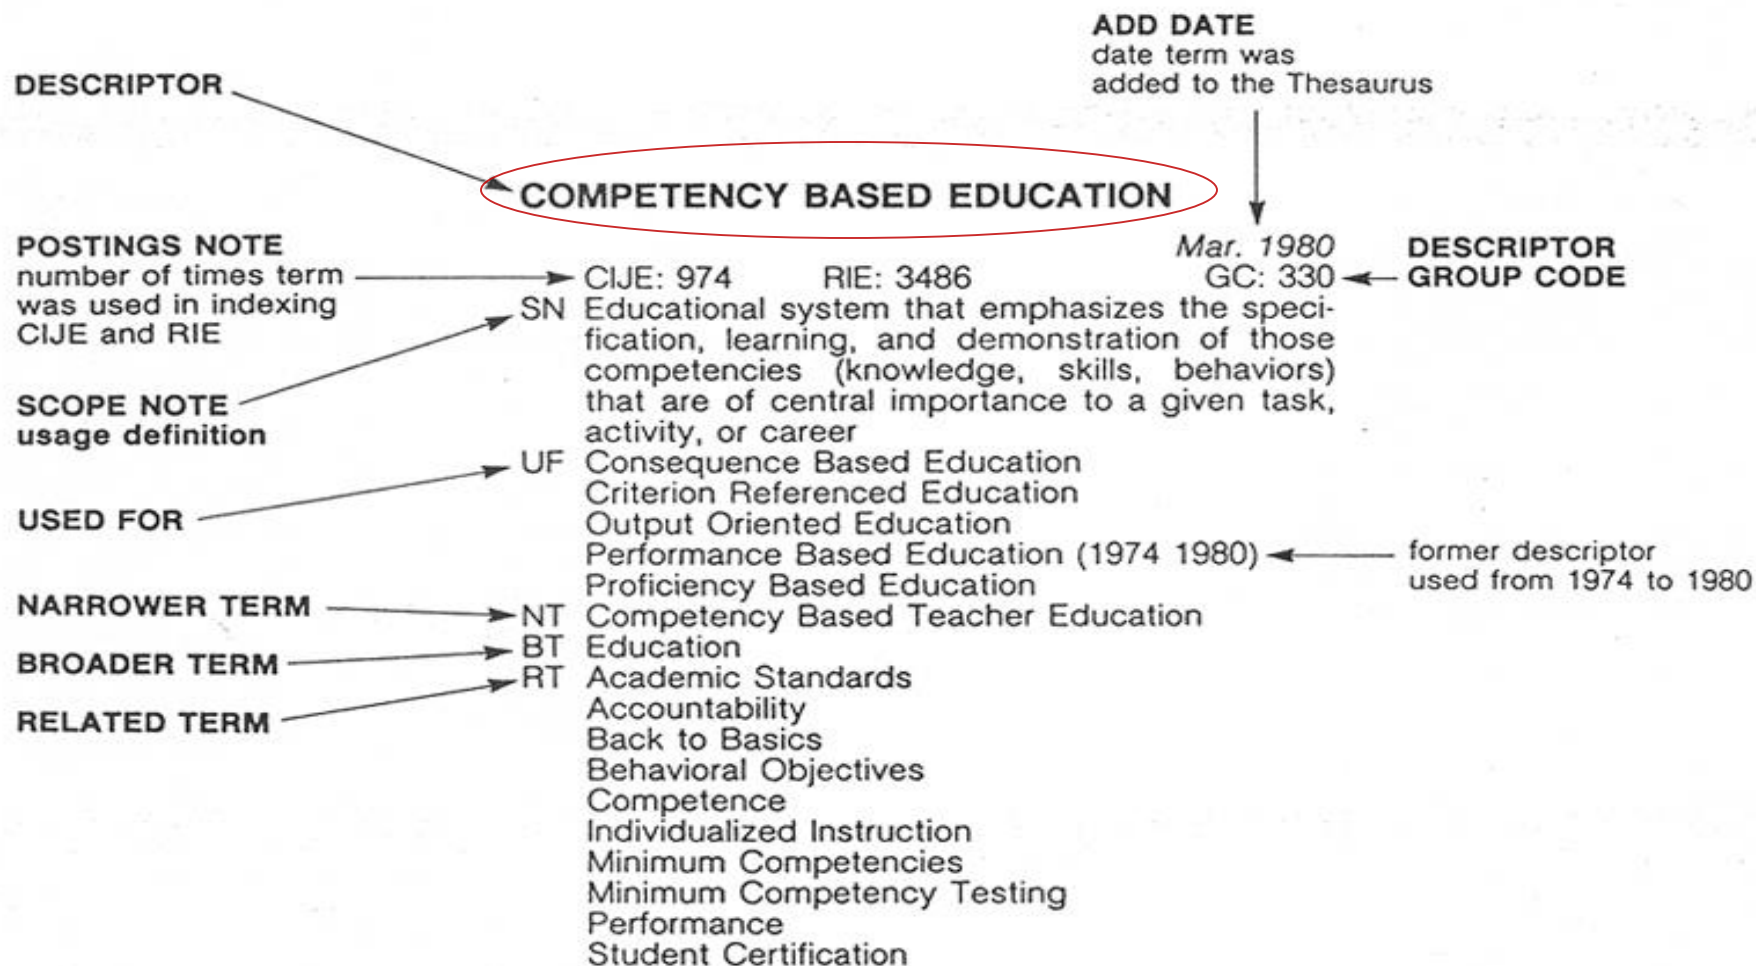 ADD DATE
date term was
added to the Thesaurus
DESCRIPTOR
COMPETENCY BASED EDUCATION
POSTINGS NOTE
number of times term
was used in indexing
CIJE and RIE
Mar. 1980
CIJE: 974 RIE: 3486 GC: 330
DESCRIPTOR
GROUP CODE
SCOPE NOTE
usage definition
SN Educational system that emphasizes the speci-
fication, learning, and demonstration of those
competencies (knowledge, skills, behaviors)
that are of central importance to a given task,
activity, or career
USED FOR
UF Consequence Based Education
Criterion Referenced Education
Output Oriented Education
Performance Based Education (1974 1980)
former descriptor
used from 1974 to 1980
Proficiency Based Education
NARROWER TERM
NT Competency Based Teacher Education
BROADER TERM
BT Education
RELATED TERM
RT Academic Standards
Accountability
Back to Basics
Behavioral Objectives
Competence
Individualized Instruction
Minimum Competencies
Minimum Competency Testing
Performance
Student Certification